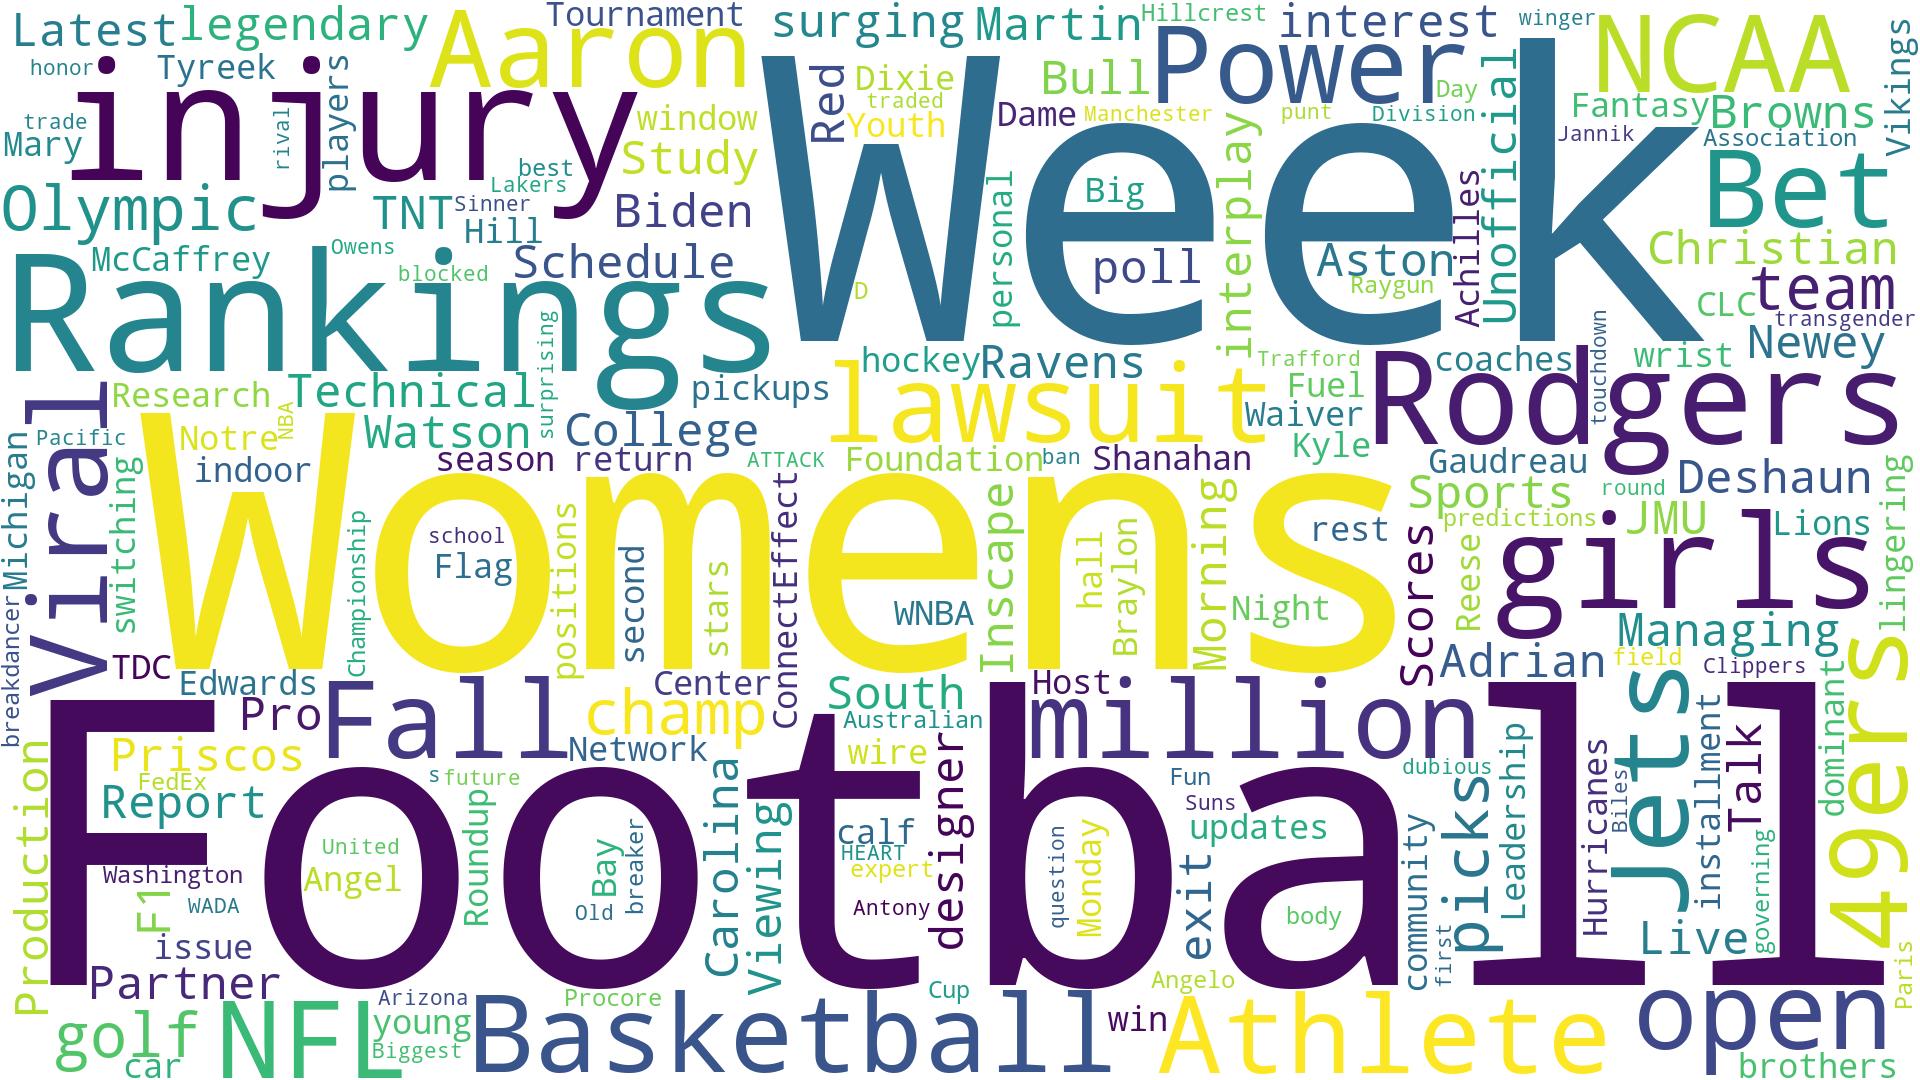 Latest
legendary
Aaron
Tournament
surging
Martin
Hillcrest
interest
winger
NCAA
Vikings
honor
Tyreek
injury
players
rival
trade
Mary
window
Study
best
Lakers
Sinner
Red
Dixie
traded
Youth
Week
Bull
Dame
Manchester
Power
punt
Day
Division
Unofficial
Fantasy
Browns
Jannik
Association
Olympic
TNT
Hill
Biden
personal
Big
interplay
Achilles
Bet
McCaffrey
Owens
blocked
Schedule
D
poll
Aston
Raygun
Christian
CLC
team
transgender
Rankings
surprising
hockey
Ravens
Trafford
Fuel
coaches
touchdown
wrist
Newey
Viral
Research
Technical
pickups
lawsuit
Waiver
Kyle
Rodgers
Michigan
Pacific
Notre
NBA
Watson
College
indoor
season
return
ATTACK
Foundation
ban
Shanahan
Gaudreau
Sports
round
Deshaun
switching
Womens
school
Flag
Championship
positions
second
stars
ConnectEffect
WNBA
Inscape
hall
Braylon
Morning
Night
rest
Scores
predictions
Reese
JMU
Lions
girls
lingering
breakdancer
TDC
Edwards
Managing
Adrian
field
Clippers
Pro
Fall
champ
Center
South
Host
million
Jets
installment
Talk
dominant
49ers
Production
Priscos
FedEx
Report
Network
s
future
Australian
wire
designer
Fun
Suns
dubious
Leadership
Hurricanes
Biles
Football
United
Angel
Roundup
Old
Bay
breaker
Carolina
Viewing
calf
HEART
expert
Antony
question
Monday
updates
exit
body
community
picks
first
Washington
F1
WADA
issue
Partner
Live
governing
Paris
golf
car
NFL
Arizona
young
Biggest
Basketball
Procore
Cup
win
Angelo
Athlete
open
brothers